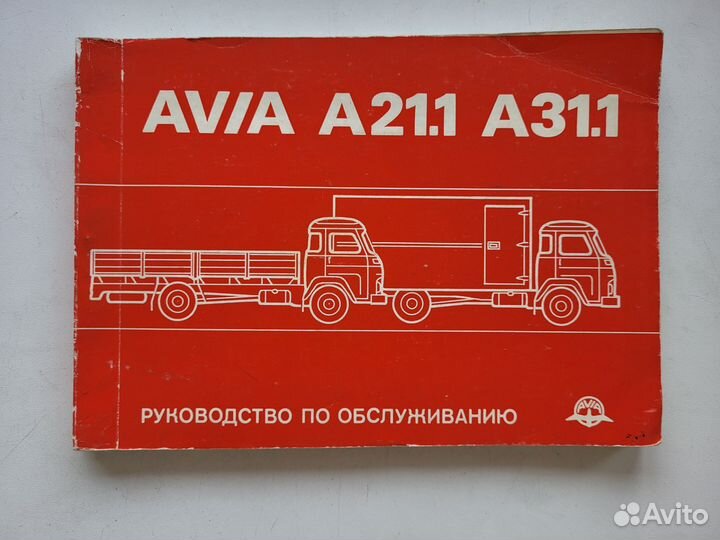 AVIA A21.1 A31.1
РУКОВОДСТВО ПО ОБСЛУЖИВАНИЮ
AVIA
Avito